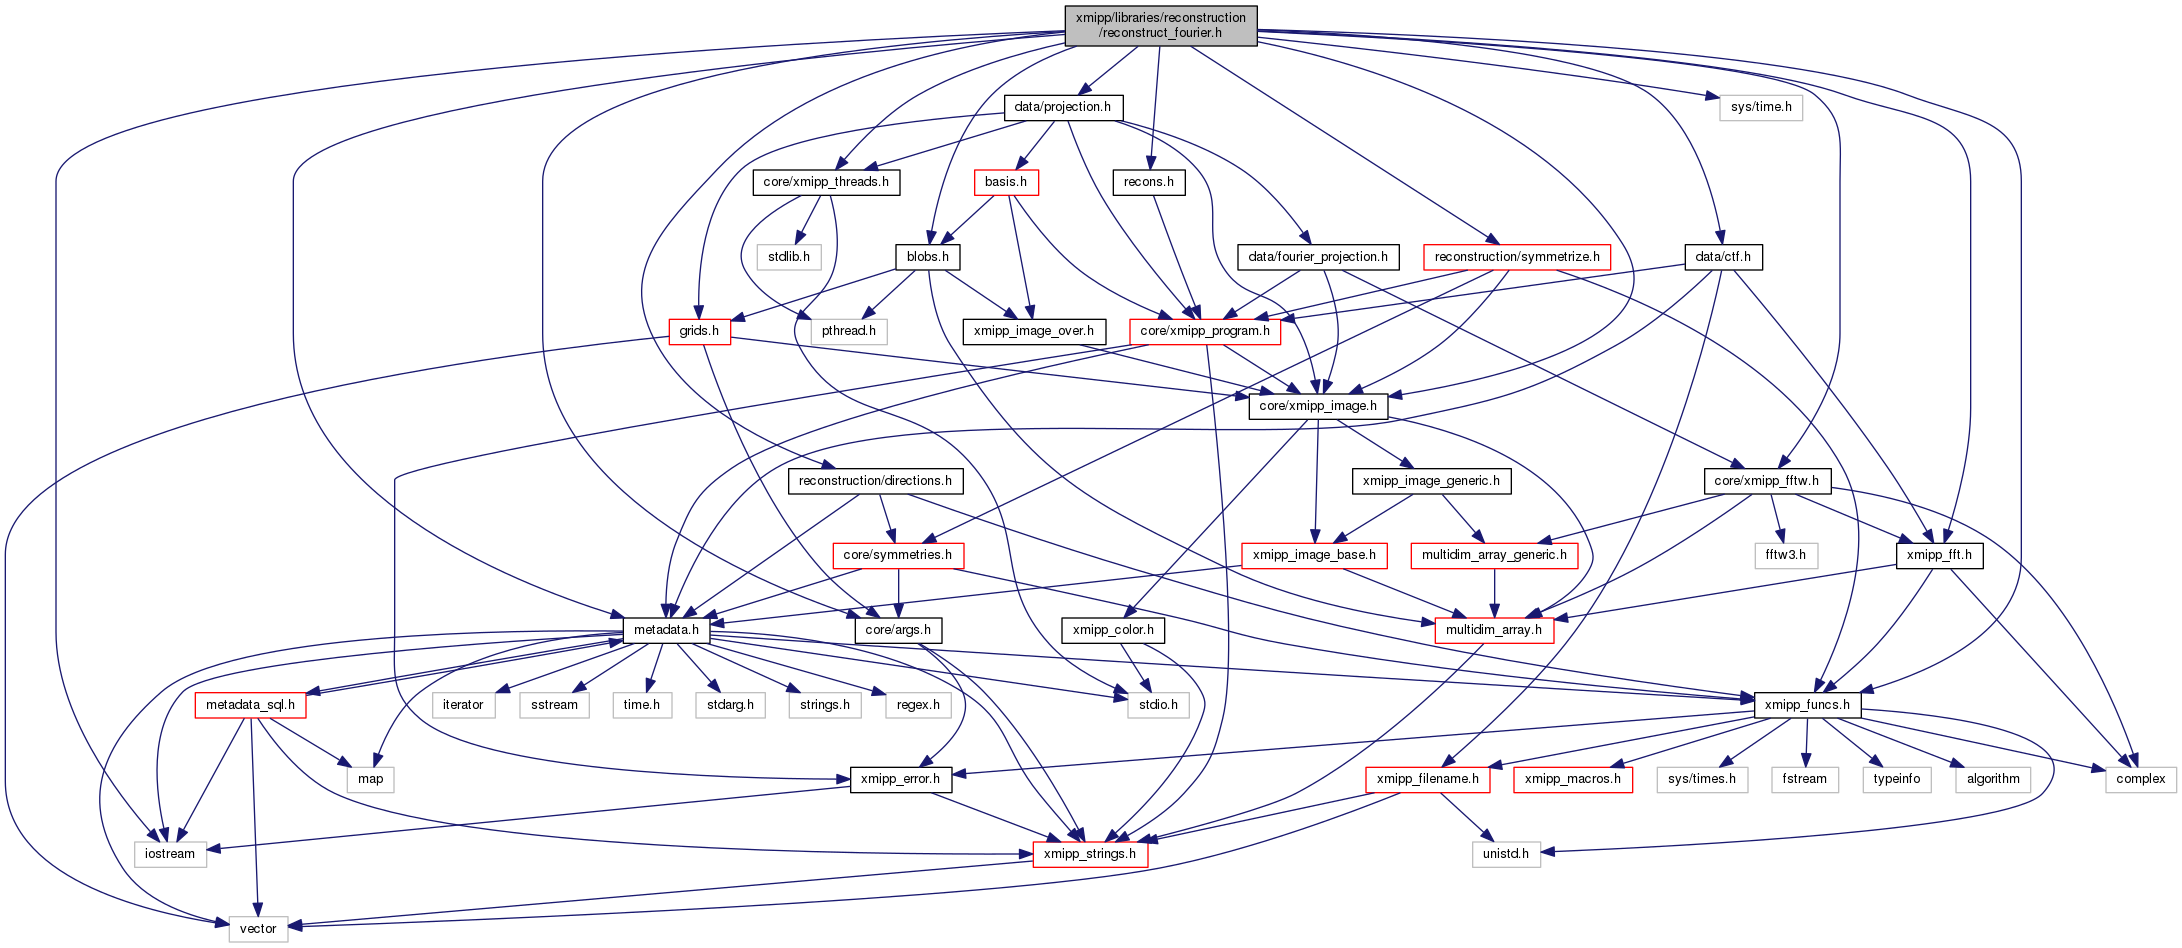 xmipp/libraries/reconstruction
/reconstruct_fourier.h
data/projection.h
sys/time.h
core/xmipp_threads.h
basis.h
recons.h
stdlib.h
blobs.h
data/fourier_projection.h
reconstruction/symmetrize.h
data/ctf.h
grids.h
pthread.h
xmipp_image_over.h
core/xmipp_program.h
core/xmipp_image.h
reconstruction/directions.h
xmipp_image_generic.h
core/xmipp_fftw.h
core/symmetries.h
xmipp_image_base.h
multidim_array_generic.h
fftw3.h
xmipp_fft.h
metadata.h
core/args.h
xmipp_color.h
multidim_array.h
metadata_sql.h
iterator
sstream
time.h
stdarg.h
strings.h
regex.h
stdio.h
xmipp_funcs.h
map
xmipp_error.h
xmipp_filename.h
xmipp_macros.h
sys/times.h
fstream
typeinfo
algorithm
complex
iostream
xmipp_strings.h
unistd.h
vector